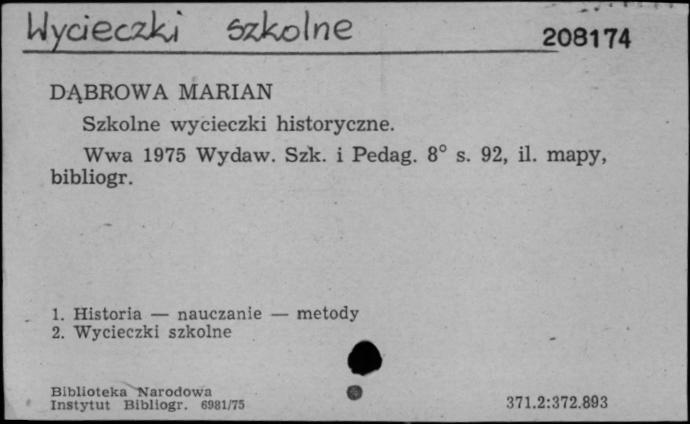 Wycieczki szkolne
208174
DĄBROWA MARIAN
Szkolne wycieczki historyczne.
Wwa 1975 Wydaw. Szk. i Pedag. 8° s. 92, il. mapy,
bibliogr.
1. Historia — nauczanie — metody
2. Wycieczki szkolne
Biblioteka Narodowa
Instytut Bibliogr. 6981/75
371.2:372.893